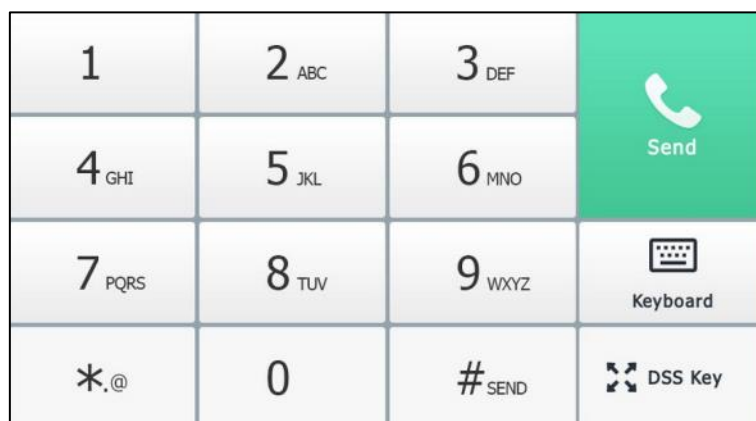 1
2 ABC
3 DEF
Send
4 GHI
5 JKL
6 MNO
7 PQRS
8 TUV
9 WXYZ
Keyboard
*.@
0
# SEND
DSS Key